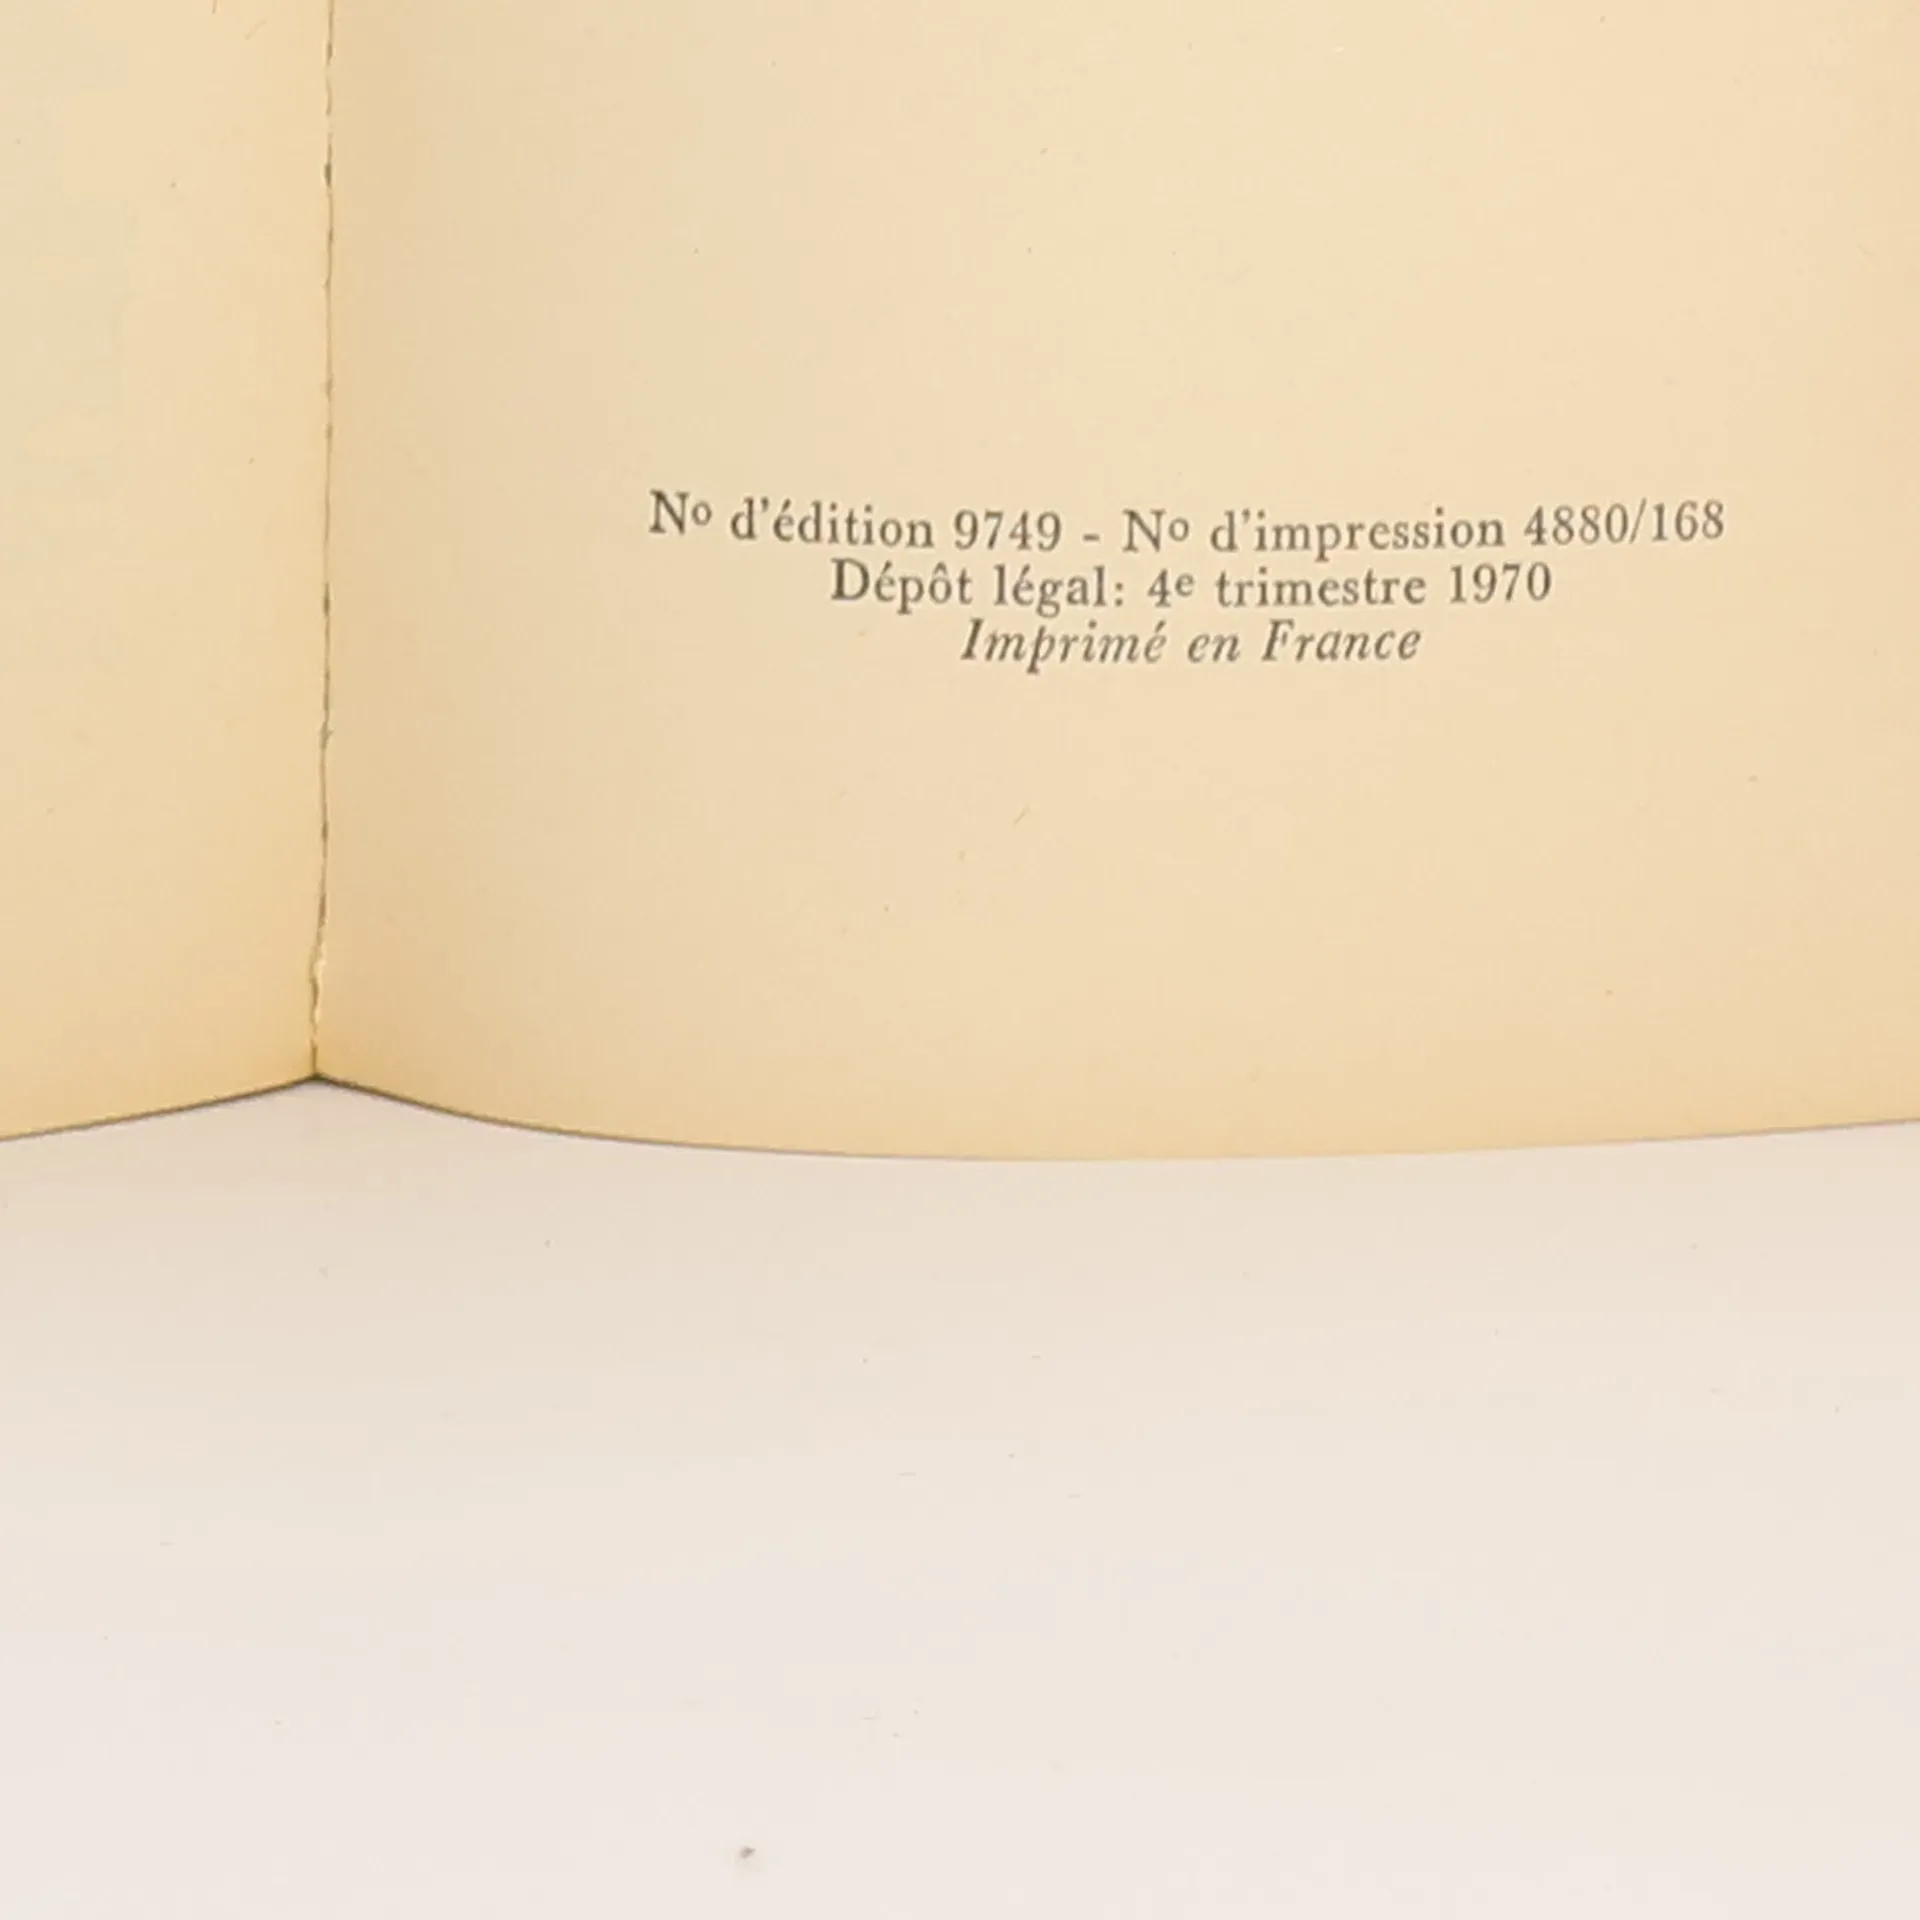 Nº d'édition 9749 - Nº d'impression 4880/168
Dépôt légal: 4e trimestre 1970
Imprimé en France